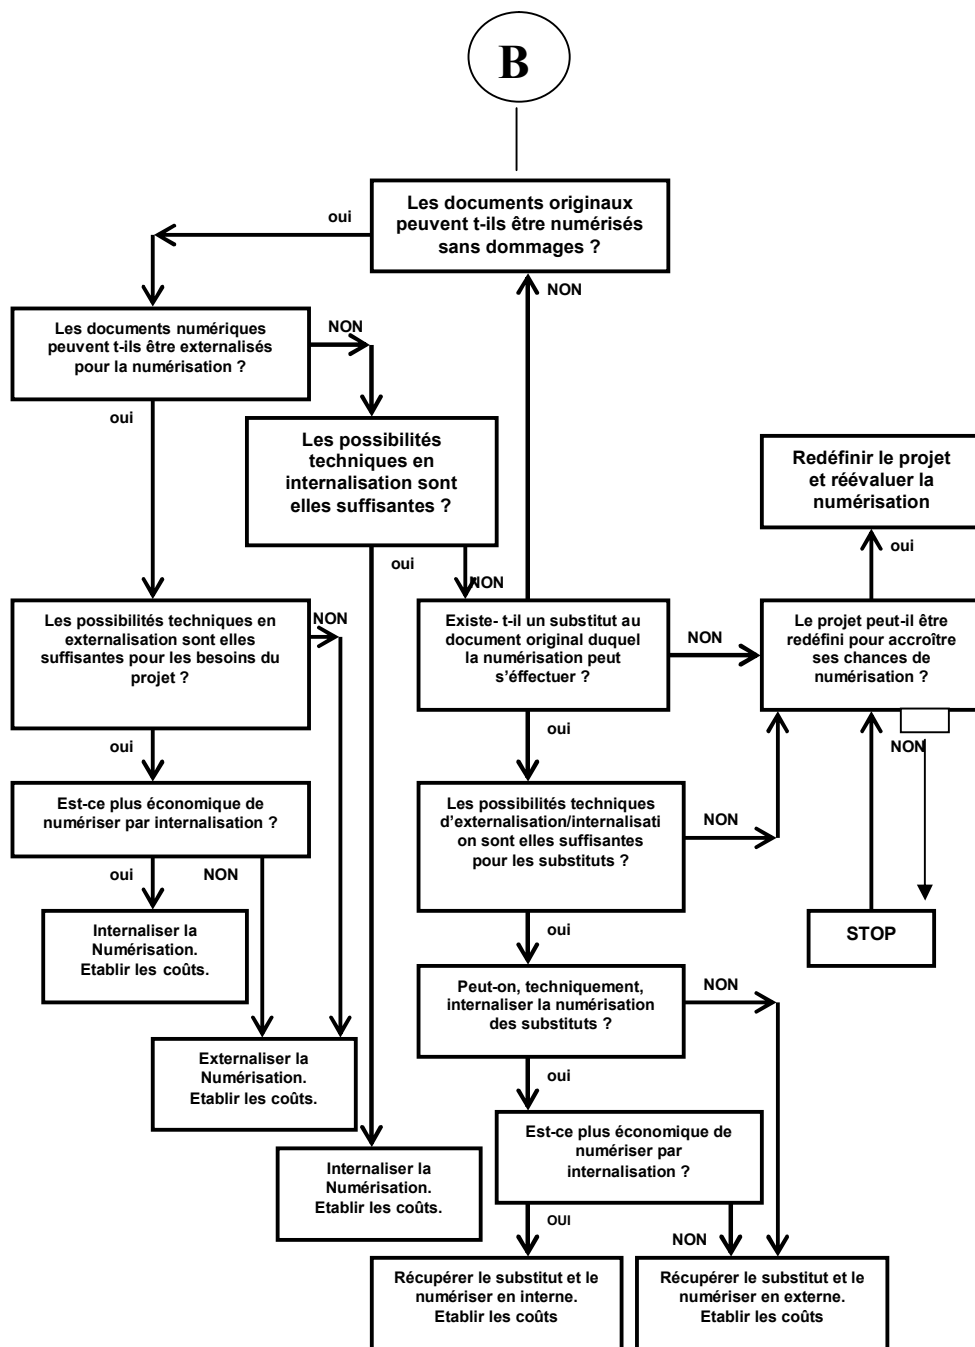 B
Les documents originaux
peuvent t-ils être numérisés
sans dommages ?
oui
NON
Les documents numériques
peuvent t-ils être externalisés
pour la numérisation ?
NON
oui
Les possibilités
techniques en
internalisation sont
elles suffisantes ?
Redéfinir le projet
et réévaluer la
numérisation
oui
NON
oui
Les possibilités techniques en
externalisation sont elles
suffisantes pour les besoins du
projet ?
NON
Existe- t-il un substitut au
document original duquel
la numérisation peut
s'éffectuer ?
NON
Le projet peut-il être
redéfini pour accroître
ses chances de
numérisation ?
oui
oui
NON
Est-ce plus économique de
numériser par internalisation ?
Les possibilités techniques
d'externalisation/internalisati
on sont elles suffisantes
pour les substituts ?
NON
oui
NON
Internaliser la
Numérisation.
Etablir les coûts.
oui
STOP
Peut-on, techniquement,
internaliser la numérisation
des substituts ?
NON
Externaliser la
Numérisation.
Etablir les coûts.
oui
Est-ce plus économique de
numériser par
internalisation ?
Internaliser la
Numérisation.
Etablir les coûts.
OUI
NON
Récupérer le substitut et le
numériser en interne.
Etablir les coûts
Récupérer le substitut et le
numériser en externe.
Etablir les coûts